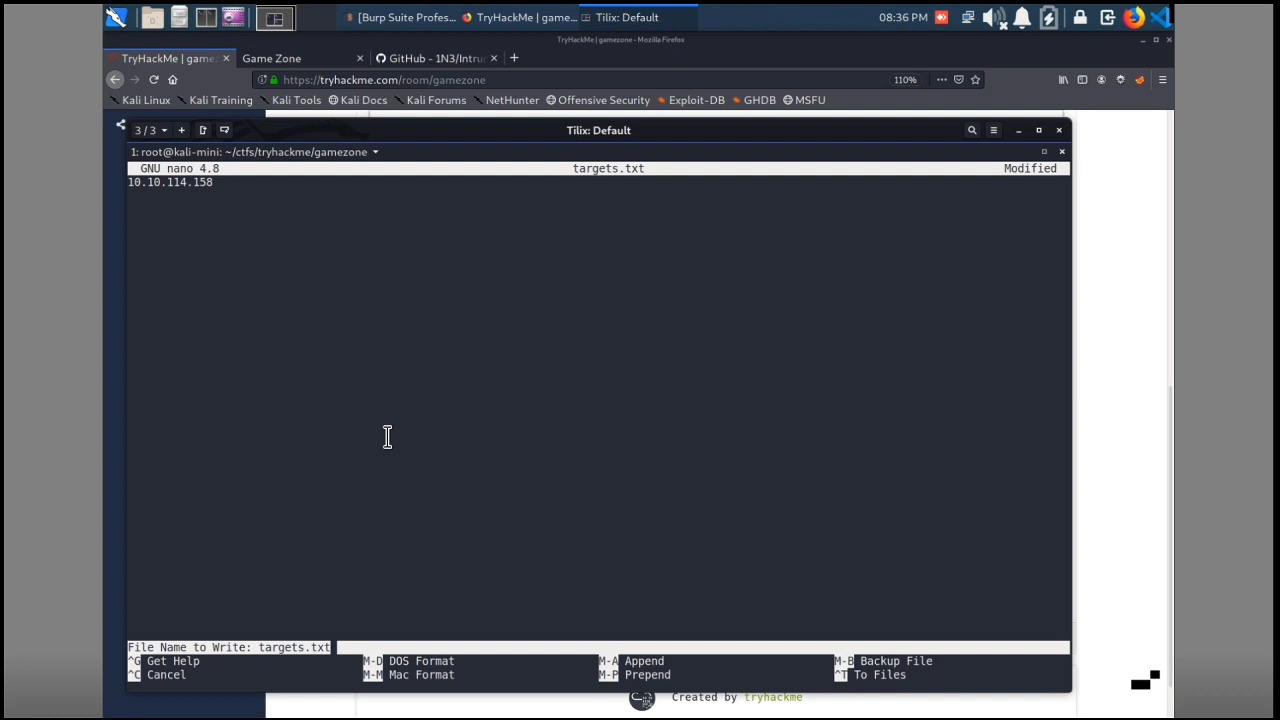 [Burp Suite Profes... TryHackMe | game... Tilix: Default 08:36 PM
TryHackMe | gamezone - Mozilla Firefox
TryHackMe | game Game Zone GitHub - 1N3/Intru
https://tryhackme.com/room/gamezone 110%
Kali Linux Kali Training Kali Tools Kali Docs Kali Forums NetHunter Offensive Security Exploit-DB GHDB MSFU
3 / 3 Tilix: Default
1: root@kali-mini: ~/ctfs/tryhackme/gamezone
GNU nano 4.8 targets.txt Modified
10.10.114.158
File Name to Write: targets.txt
^G Get Help M-D DOS Format M-A Append M-B Backup File
^C Cancel M-M Mac Format M-P Prepend ^T To Files
Created by tryhackme